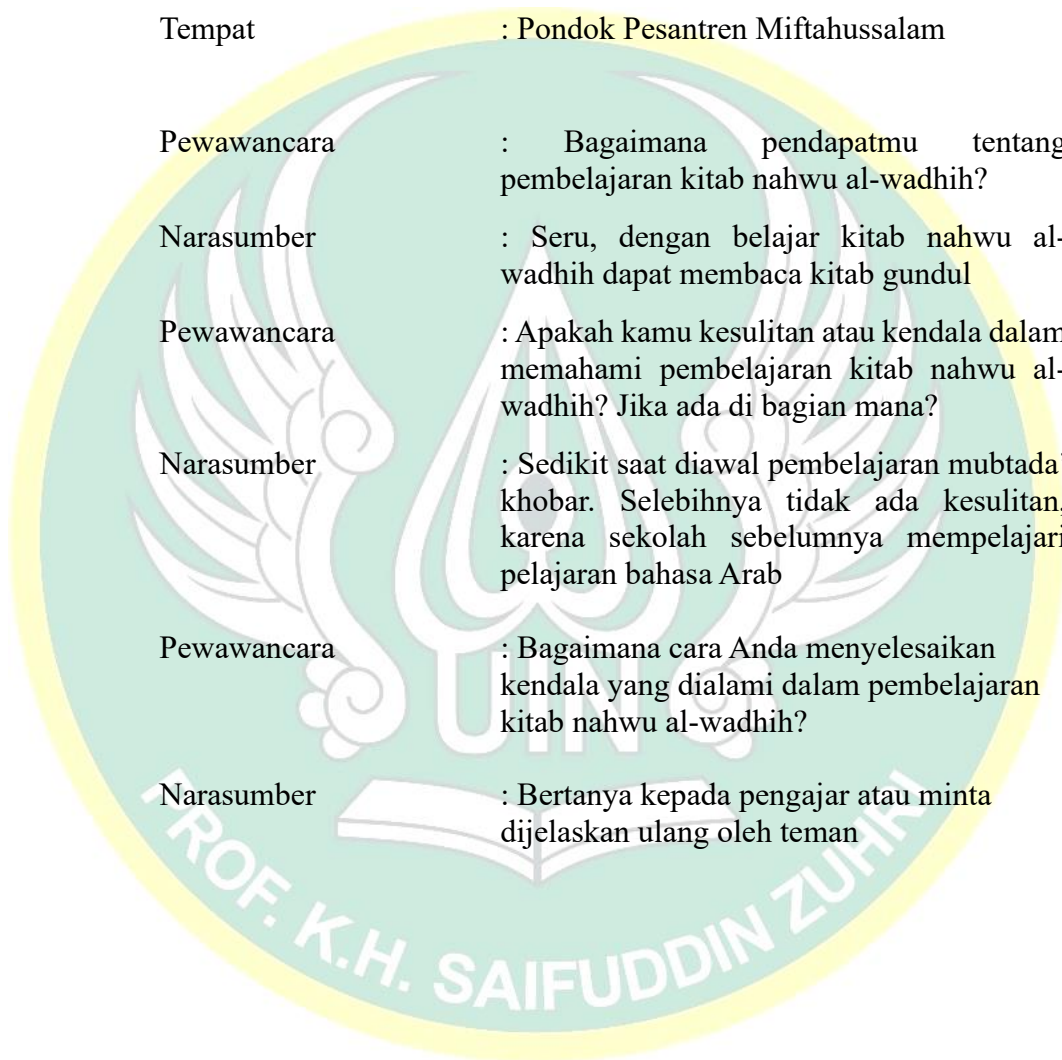 Tempat : Pondok Pesantren Miftahussalam
Pewawancara : Bagaimana pendapatmu tentang
pembelajaran kitab nahwu al-wadhih?
Narasumber : Seru, dengan belajar kitab nahwu al-
wadhih dapat membaca kitab gundul
Pewawancara : Apakah kamu kesulitan atau kendala dalam
memahami pembelajaran kitab nahwu al-
wadhih? Jika ada di bagian mana?
Narasumber : Sedikit saat diawal pembelajaran mubtada'
khobar. Selebihnya tidak ada kesulitan,
karena sekolah sebelumnya mempelajari
pelajaran bahasa Arab
Pewawancara : Bagaimana cara Anda menyelesaikan
kendala yang dialami dalam pembelajaran
kitab nahwu al-wadhih?
Narasumber : Bertanya kepada pengajar atau minta
dijelaskan ulang oleh teman
UIN
PROF. K.H. SAIFUDDIN ZUHRI